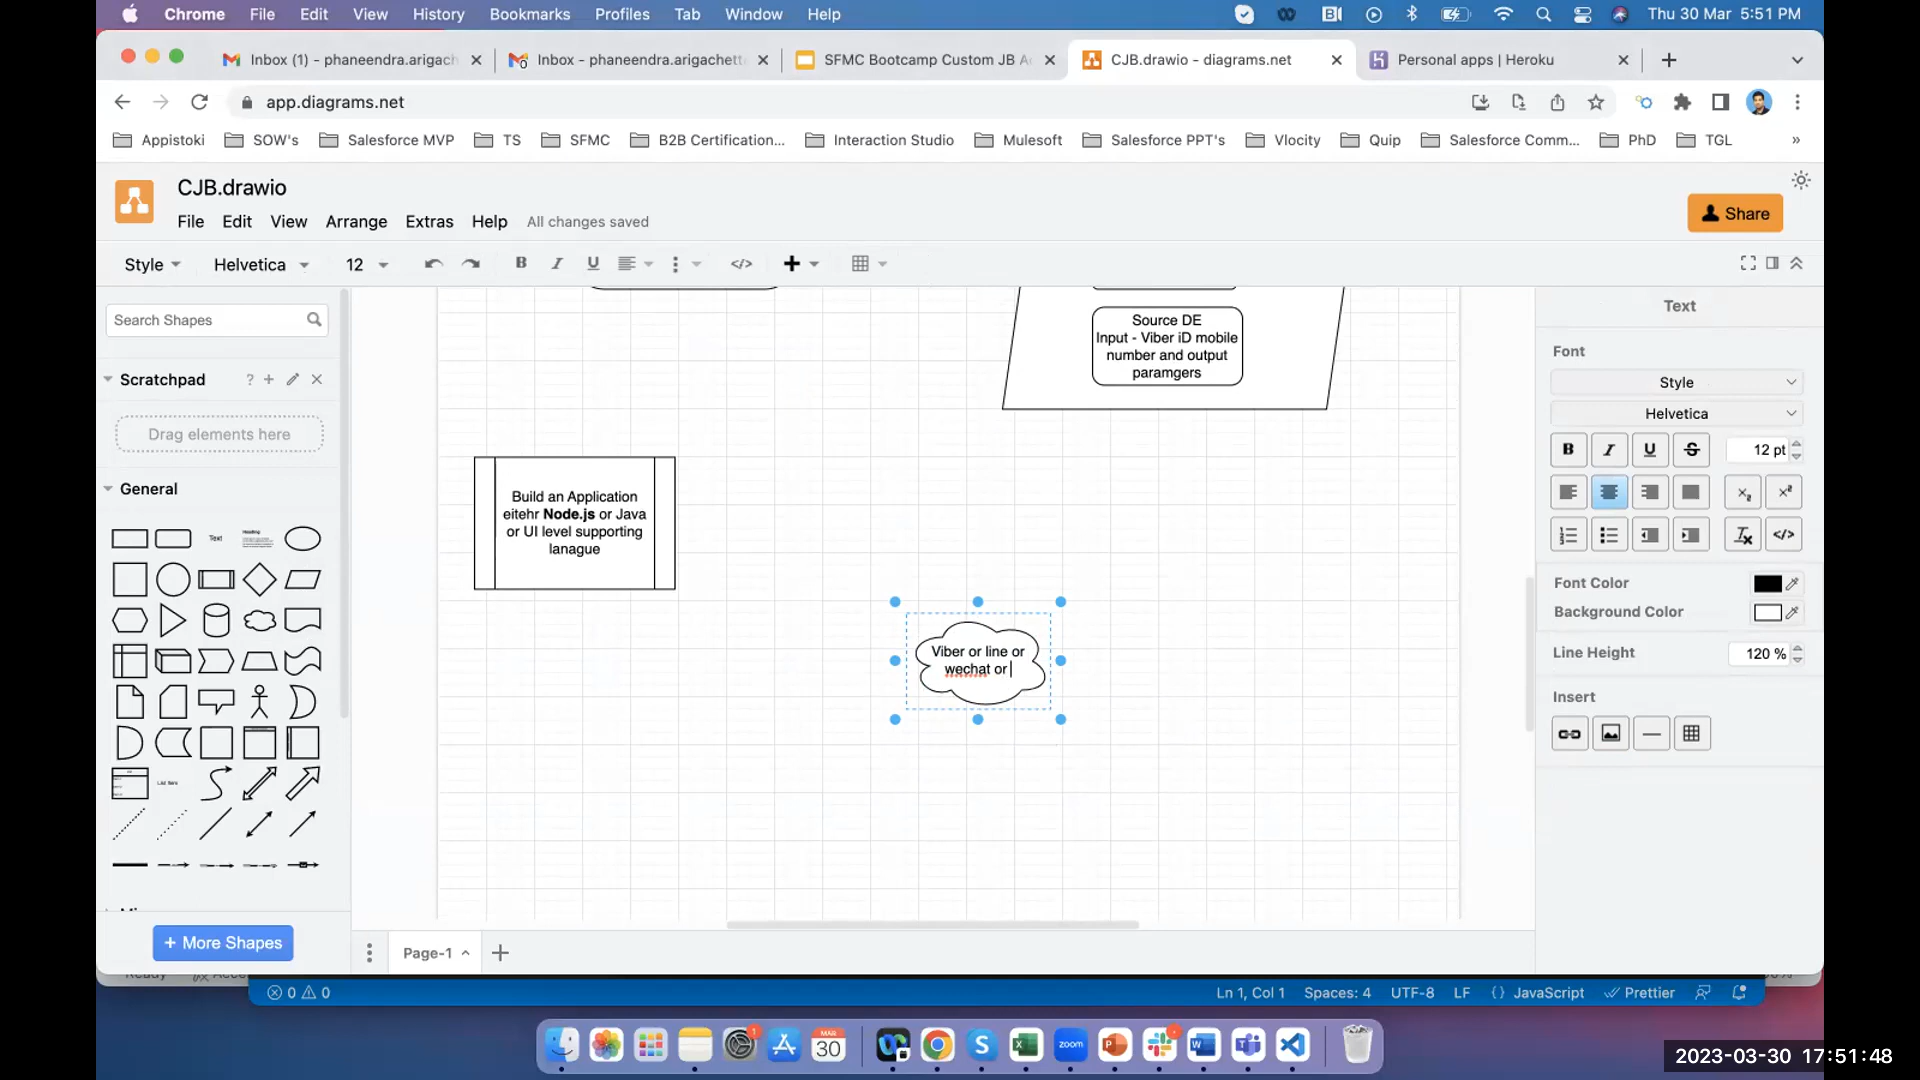 Chrome File Edit View History Bookmarks Profiles Tab Window Help
Thu 30 Mar 5:51 PM
Inbox (1) - phaneendra.arigach
Inbox - phaneendra.arigachett
SFMC Bootcamp Custom JB A
CJB.drawio - diagrams.net
Personal apps | Heroku
app.diagrams.net
Appistoki
SOW's
Salesforce MVP
TS
SFMC
B2B Certification...
Interaction Studio
Mulesoft
Salesforce PPT's
Vlocity
Quip
Salesforce Comm...
PhD
TGL
»
CJB.drawio
File Edit View Arrange Extras Help All changes saved
Share
Style Helvetica 12
B I U
Search Shapes
Scratchpad
?
Drag elements here
General
Text
Heading
List Item
+ More Shapes
Source DE
Input - Viber iD mobile
number and output
paramgers
Build an Application
eitehr Node.js or Java
or UI level supporting
lanague
Viber or line or
wechat or
Page-1
Text
Font
Style
Helvetica
B I U S 12 pt
Font Color
Background Color
Line Height 120 %
Insert
0 0
Ln 1, Col 1 Spaces: 4 UTF-8 LF {} JavaScript Prettier
MAR
30
zoom
2023-03-30 17:51:48